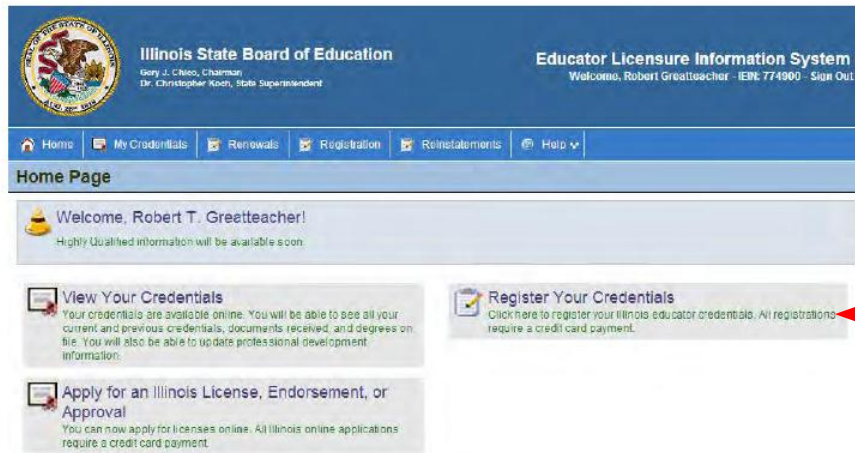 Illinois State Board of Education
Gery J. Chico, Chairman
Dr. Christopher Koch, State Superintendent
Educator Licensure Information System
Welcome, Robert Greatteacher - IEIN: 774900 - Sign Out
Home My Credentials Renewals Registration Reinstatements Help
Home Page
Welcome, Robert T. Greatteacher!
Highly Qualified information will be available soon.
View Your Credentials
Your credentials are available online. You will be able to see all your
current and previous credentials, documents received, and degrees on
file. You will also be able to update professional development
information.
Register Your Credentials
Click here to register your Illinois educator credentials. All registrations
require a credit card payment.
Apply for an Illinois License, Endorsement, or
Approval
You can now apply for licenses online. All Illinois online applications
require a credit card payment.